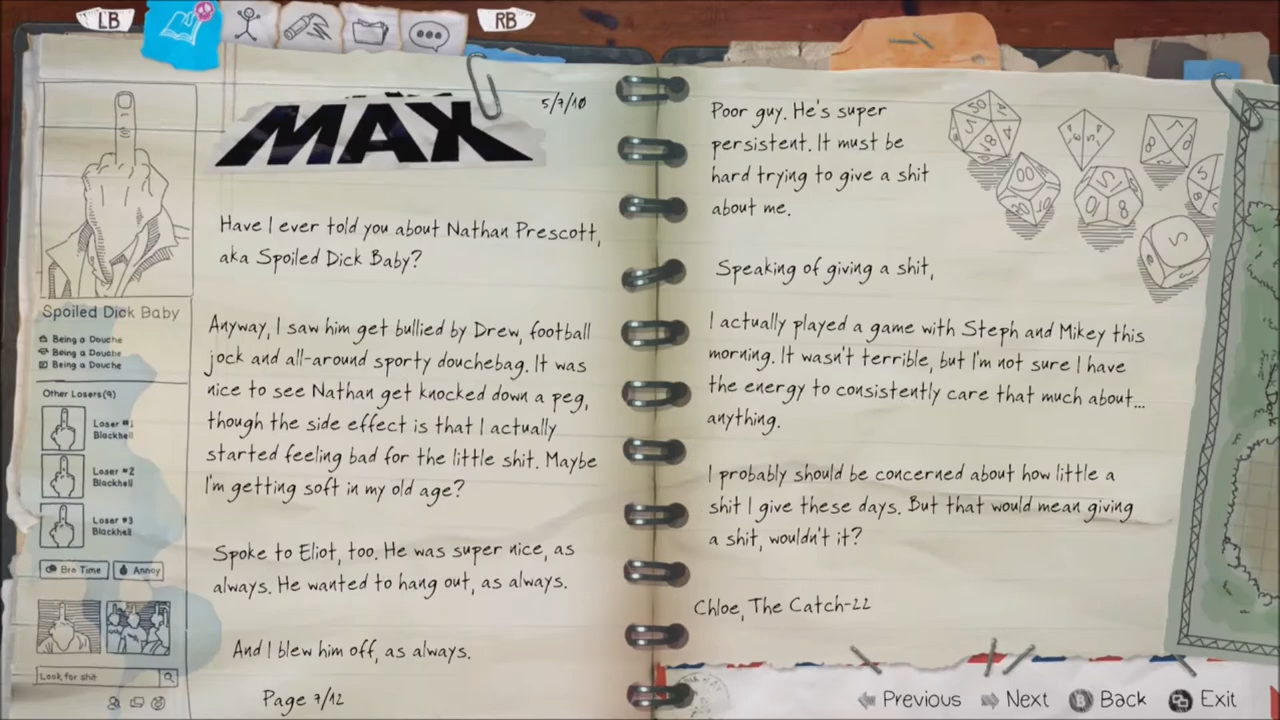 LB
RB
MAX
5/7/10
Have I ever told you about Nathan Prescott,
aka Spoiled Dick Baby?
Anyway, I saw him get bullied by Drew, football
jock and all-around sporty douchebag. It was
nice to see Nathan get knocked down a peg,
though the side effect is that I actually
started feeling bad for the little shit. Maybe
I'm getting soft in my old age?
Spoke to Eliot, too. He was super nice, as
always. He wanted to hang out, as always.
And I blew him off, as always.
Page 7/12
Spoiled Dick Baby
Being a Douche
Being a Douche
Being a Douche
Other Losers(9)
Loser #1
Blackhell
Loser #2
Blackhell
Loser #3
Blackhell
Bro Time
Annoy
Look for shit
Poor guy. He's super
persistent. It must be
hard trying to give a shit
about me.
Speaking of giving a shit,
I actually played a game with Steph and Mikey this
morning. It wasn't terrible, but I'm not sure I have
the energy to consistently care that much about...
anything.
I probably should be concerned about how little a
shit I give these days. But that would mean giving
a shit, wouldn't it?
Chloe, The Catch-22
Previous
Next
B Back
Exit